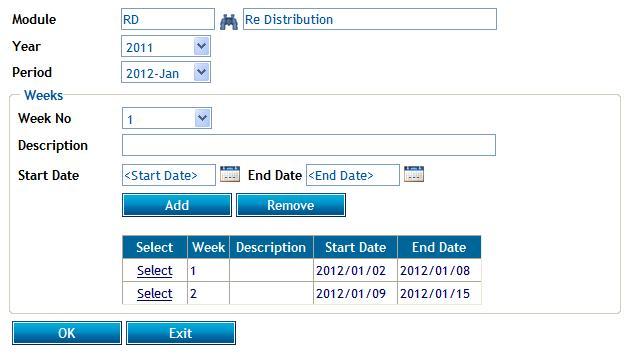 Module RD Re Distribution
Year 2011
Period 2012-Jan
Weeks
Week No 1
Description
Start Date <Start Date> End Date <End Date>
Add Remove
Select Week Description Start Date End Date
Select 1 2012/01/02 2012/01/08
Select 2 2012/01/09 2012/01/15
OK Exit